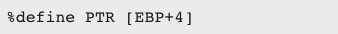 %define PTR [EBP+4]